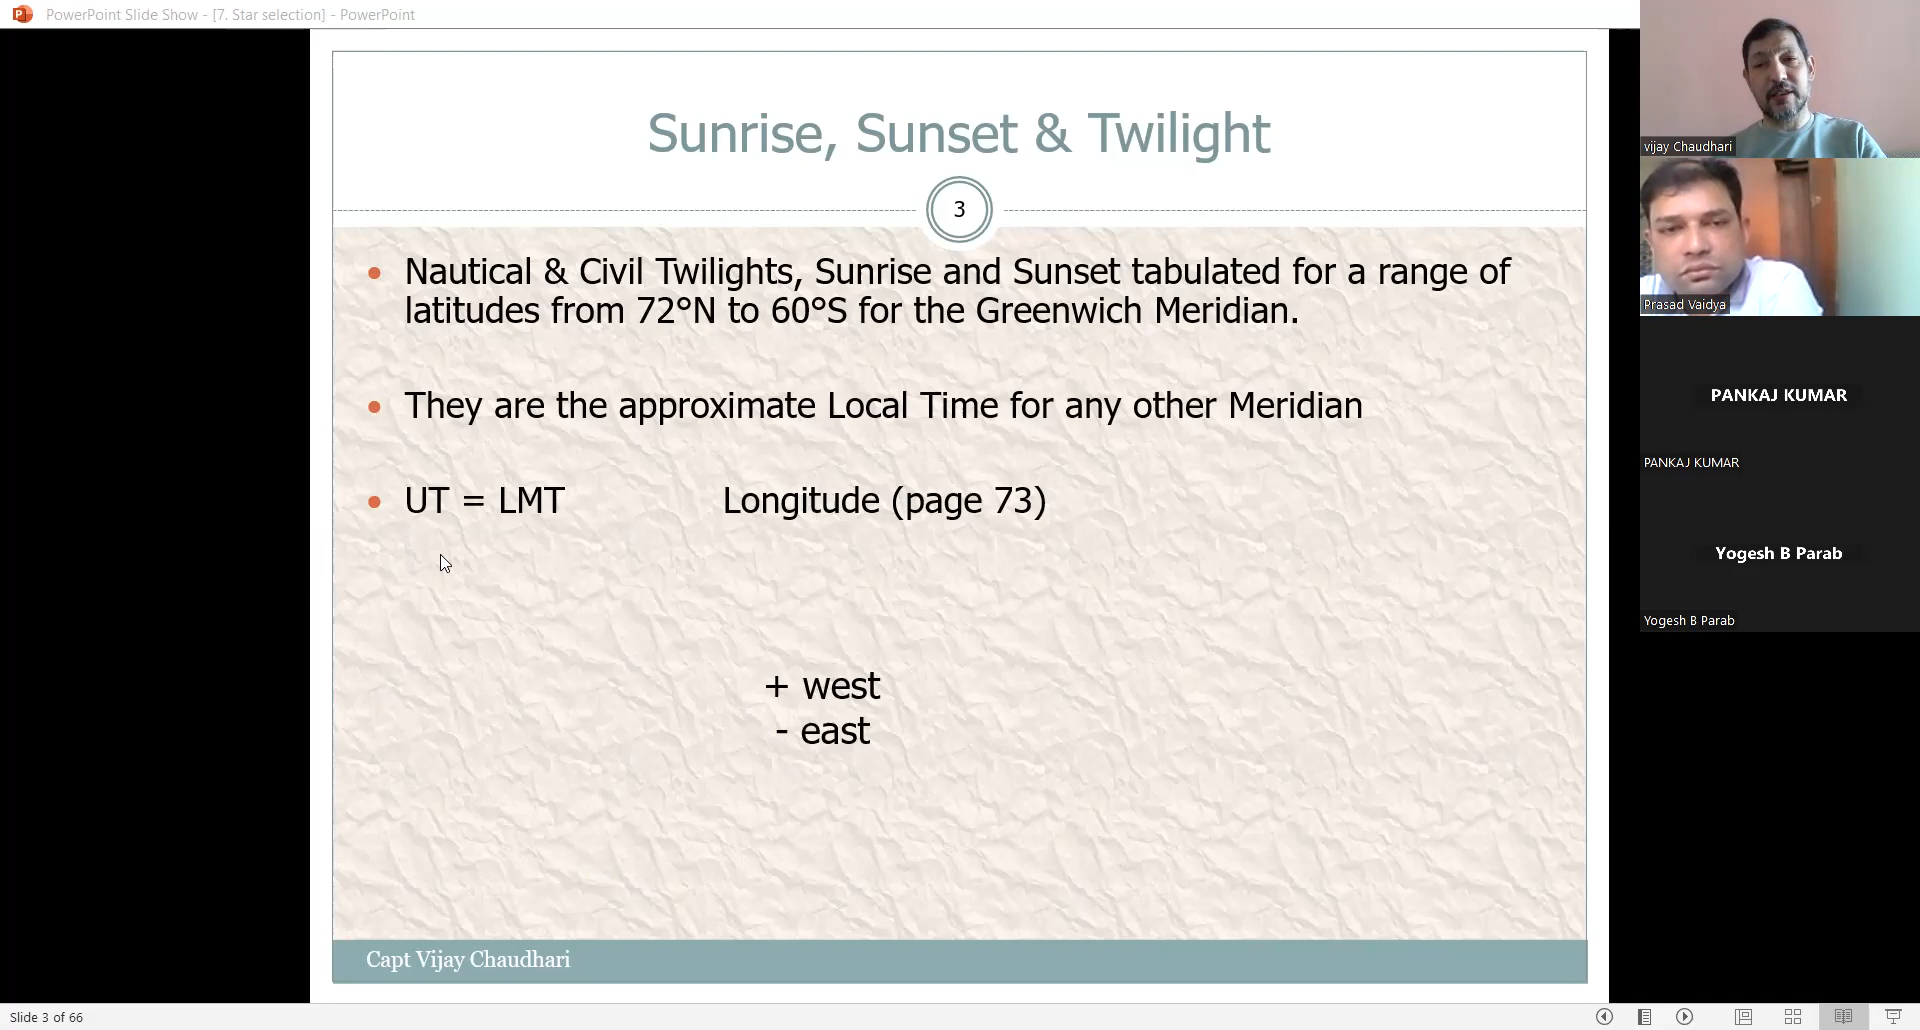 PowerPoint Slide Show - [7. Star selection] - PowerPoint
Sunrise, Sunset & Twilight
3
• Nautical & Civil Twilights, Sunrise and Sunset tabulated for a range of
latitudes from 72°N to 60°S for the Greenwich Meridian.
• They are the approximate Local Time for any other Meridian
• UT = LMT Longitude (page 73)
+ west
- east
Capt Vijay Chaudhari
Slide 3 of 66
vijay Chaudhari
Prasad Vaidya
PANKAJ KUMAR
PANKAJ KUMAR
Yogesh B Parab
Yogesh B Parab